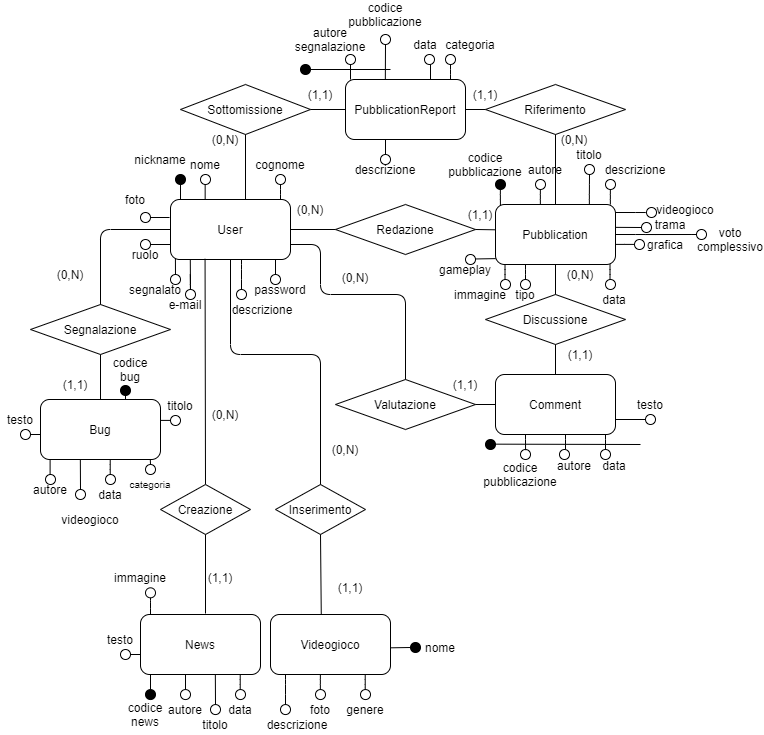 codice
pubblicazione
autore
segnalazione
data
categoria
Sottomissione
(1,1)
PubblicationReport
(1,1)
Riferimento
(0,N)
(0,N)
descrizione
nickname
nome
cognome
codice
pubblicazione
autore
titolo
descrizione
foto
User
(0,N)
Redazione
(1,1)
Pubblication
videogioco
trama
voto
complessivo
grafica
ruolo
gameplay
(0,N)
segnalato
e-mail
descrizione
password
(0,N)
immagine
tipo
(0,N)
data
Segnalazione
Discussione
(1,1)
codice
bug
(1,1)
titolo
testo
Bug
(0,N)
Valutazione
(1,1)
Comment
testo
autore
data
categoria
videogioco
(0,N)
codice
pubblicazione
autore
data
Creazione
Inserimento
(1,1)
(1,1)
immagine
testo
News
Videogioco
nome
codice
news
autore
titolo
data
descrizione
foto
genere